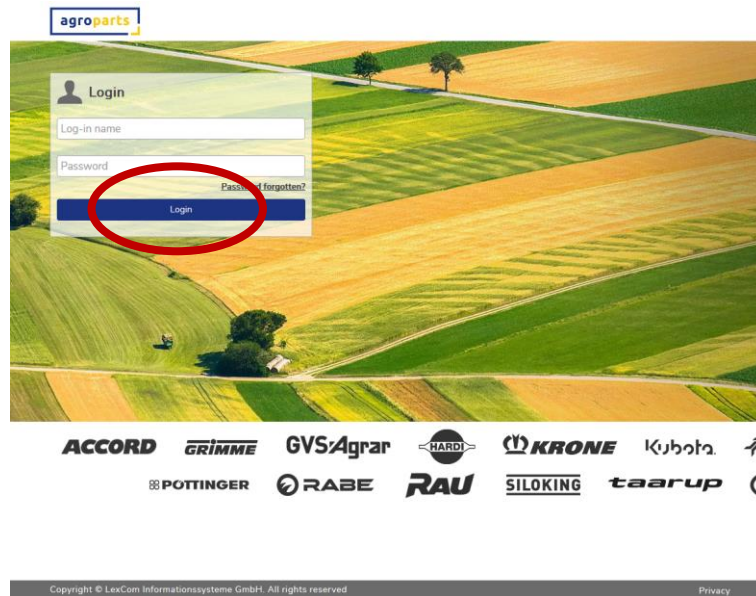 agroparts
Login
Log-in name
Password
Password forgotten?
Login
ACCORD GRIMME GVS Agrar HARDI KRONE Kubota
PÖTTINGER RABE RAU SILOKING taarup
Copyright © LexCom Informationssysteme GmbH. All rights reserved Privacy